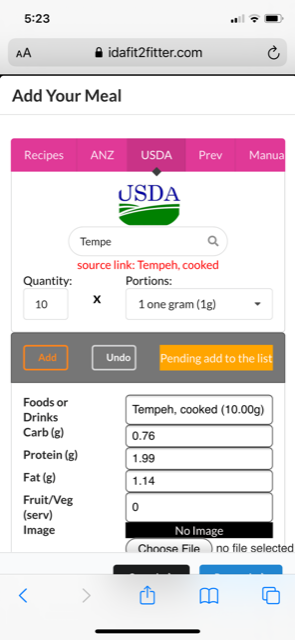 5:23
AA idafit2fitter.com
Add Your Meal
Recipes ANZ USDA Prev Manua
USDA
Tempe
source link: Tempeh, cooked
Quantity: Portions:
10 x 1 one gram (1g)
Add Undo Pending add to the list
Foods or
Drinks
Tempeh, cooked (10.00g)
Carb (g) 0.76
Protein (g) 1.99
Fat (g) 1.14
Fruit/Veg
(serv)
0
Image No Image
Choose File no file selected